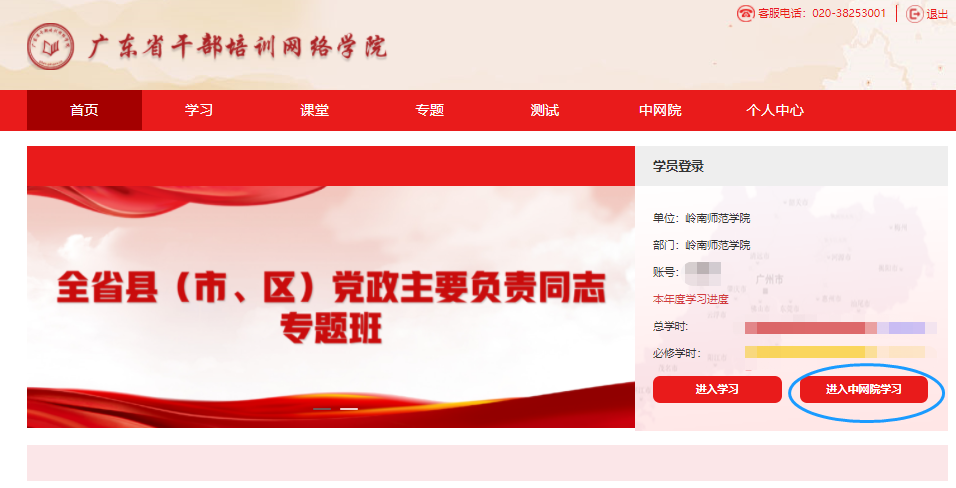 客服电话：020-38253001
退出
广东省干部培训网络学院
首页 学习 课堂 专题 测试 中网院 个人中心
学员登录
单位：岭南师范学院
部门：岭南师范学院
账号：
本年度学习进度
总学时:
必修学时：
进入学习 进入中网院学习
全省县（市、区）党政主要负责同志
专题班
广州市